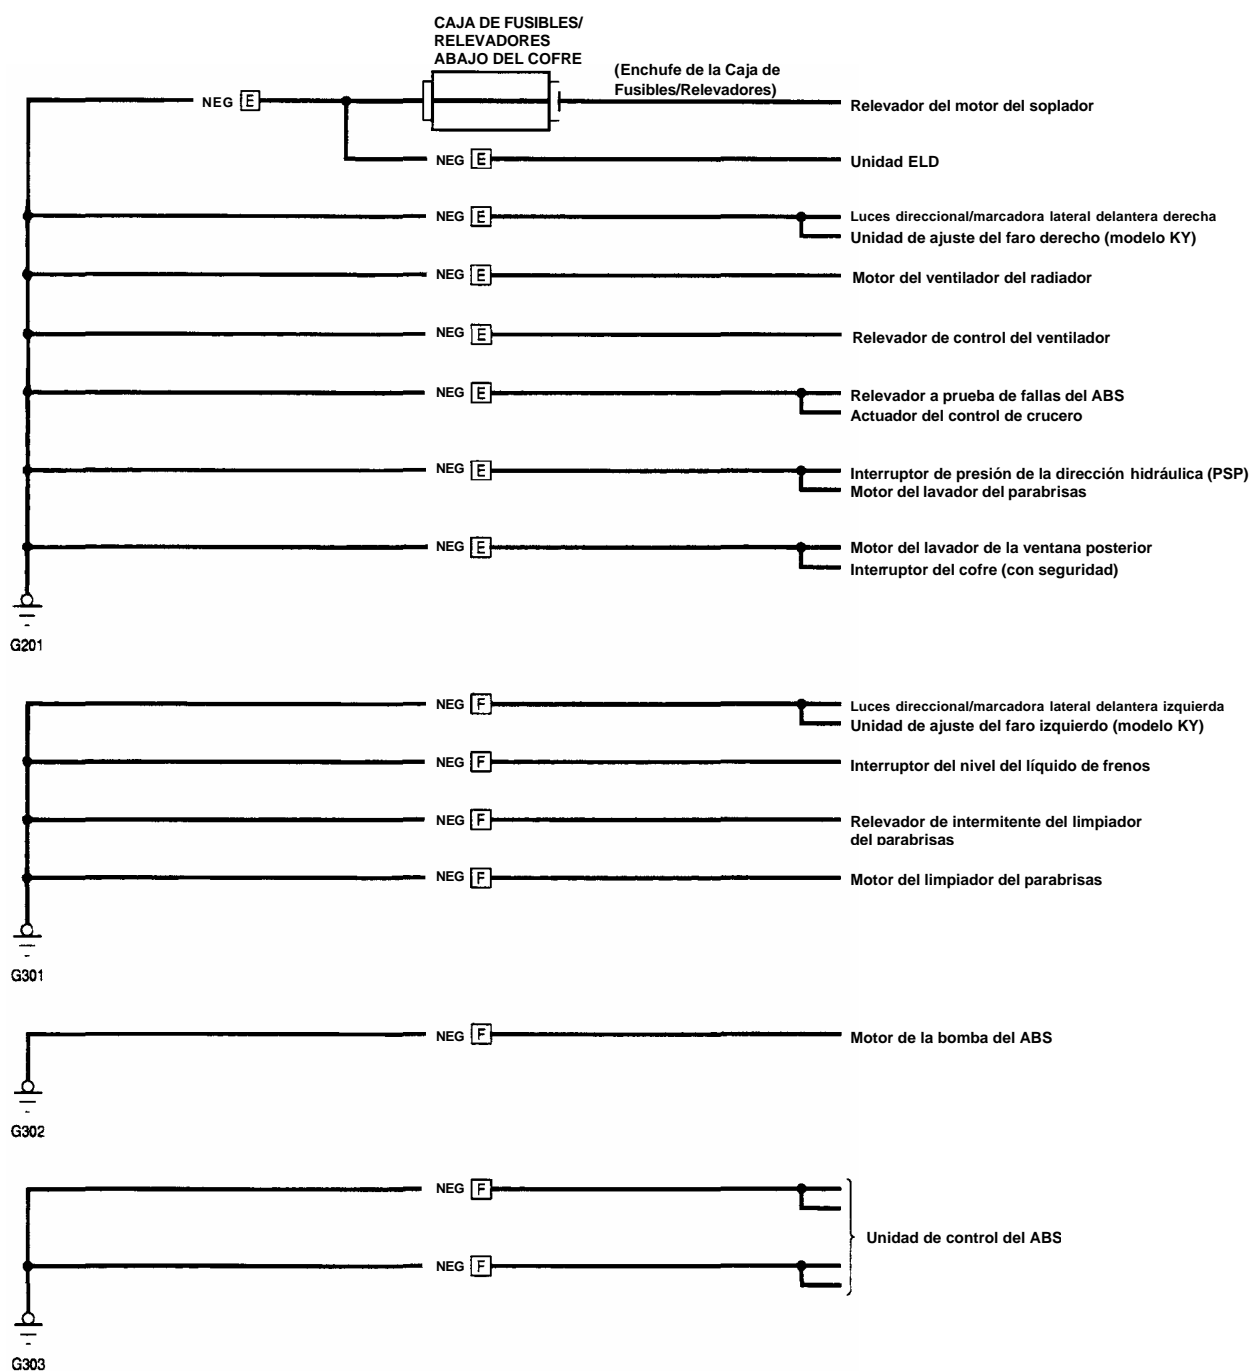 CAJA DE FUSIBLES/
RELEVADORES
ABAJO DEL COFRE
(Enchufe de la Caja de
Fusibles/Relevadores)
NEG E
Relevador del motor del soplador
NEG E
Unidad ELD
NEG E
Luces direccional/marcadora lateral delantera derecha
Unidad de ajuste del faro derecho (modelo KY)
NEG E
Motor del ventilador del radiador
NEG E
Relevador de control del ventilador
NEG E
Relevador a prueba de fallas del ABS
Actuador del control de crucero
NEG E
Interruptor de presión de la dirección hidráulica (PSP)
Motor del lavador del parabrisas
NEG E
Motor del lavador de la ventana posterior
Interruptor del cofre (con seguridad)
G201
NEG F
Luces direccional/marcadora lateral delantera izquierda
Unidad de ajuste del faro izquierdo (modelo KY)
NEG F
Interruptor del nivel del líquido de frenos
NEG F
Relevador de intermitente del limpiador
del parabrisas
NEG F
Motor del limpiador del parabrisas
G301
NEG F
Motor de la bomba del ABS
G302
NEG F
Unidad de control del ABS
NEG F
G303